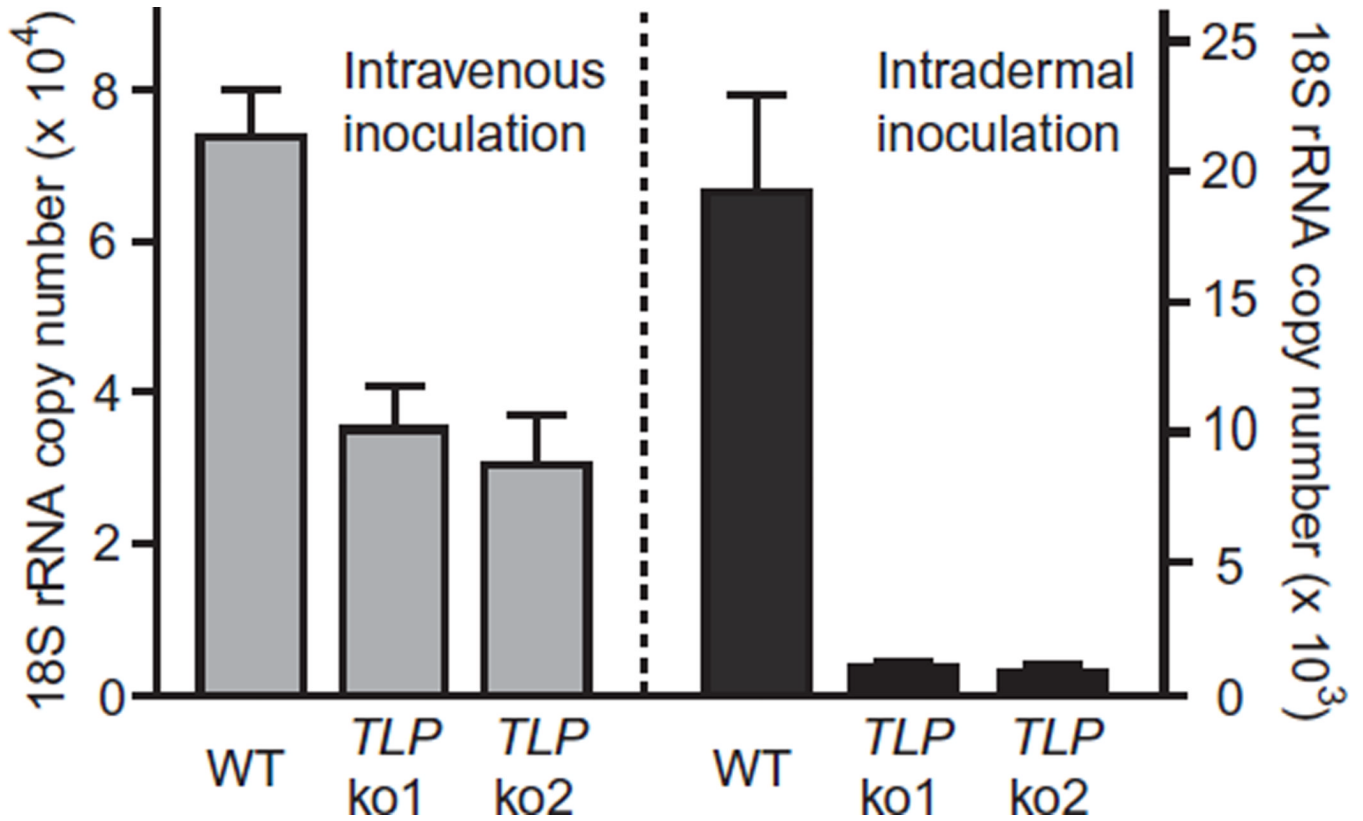 18S rRNA copy number (x 10⁴)
8
6
4
2
0
Intravenous
inoculation
WT
TLP
ko1
TLP
ko2
Intradermal
inoculation
WT
TLP
ko1
TLP
ko2
25
20
15
10
5
0
18S rRNA copy number (x 10³)